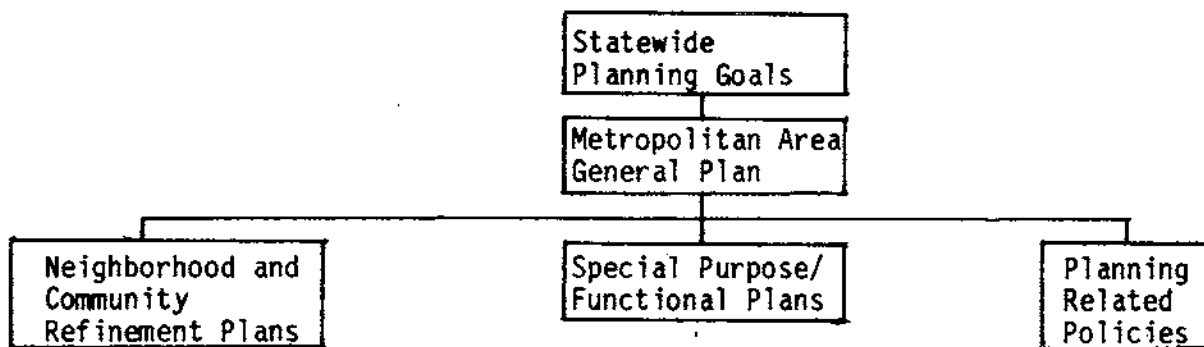 Statewide
Planning Goals
Metropolitan Area
General Plan
Neighborhood and
Community
Refinement Plans
Special Purpose/
Functional Plans
Planning
Related
Policies